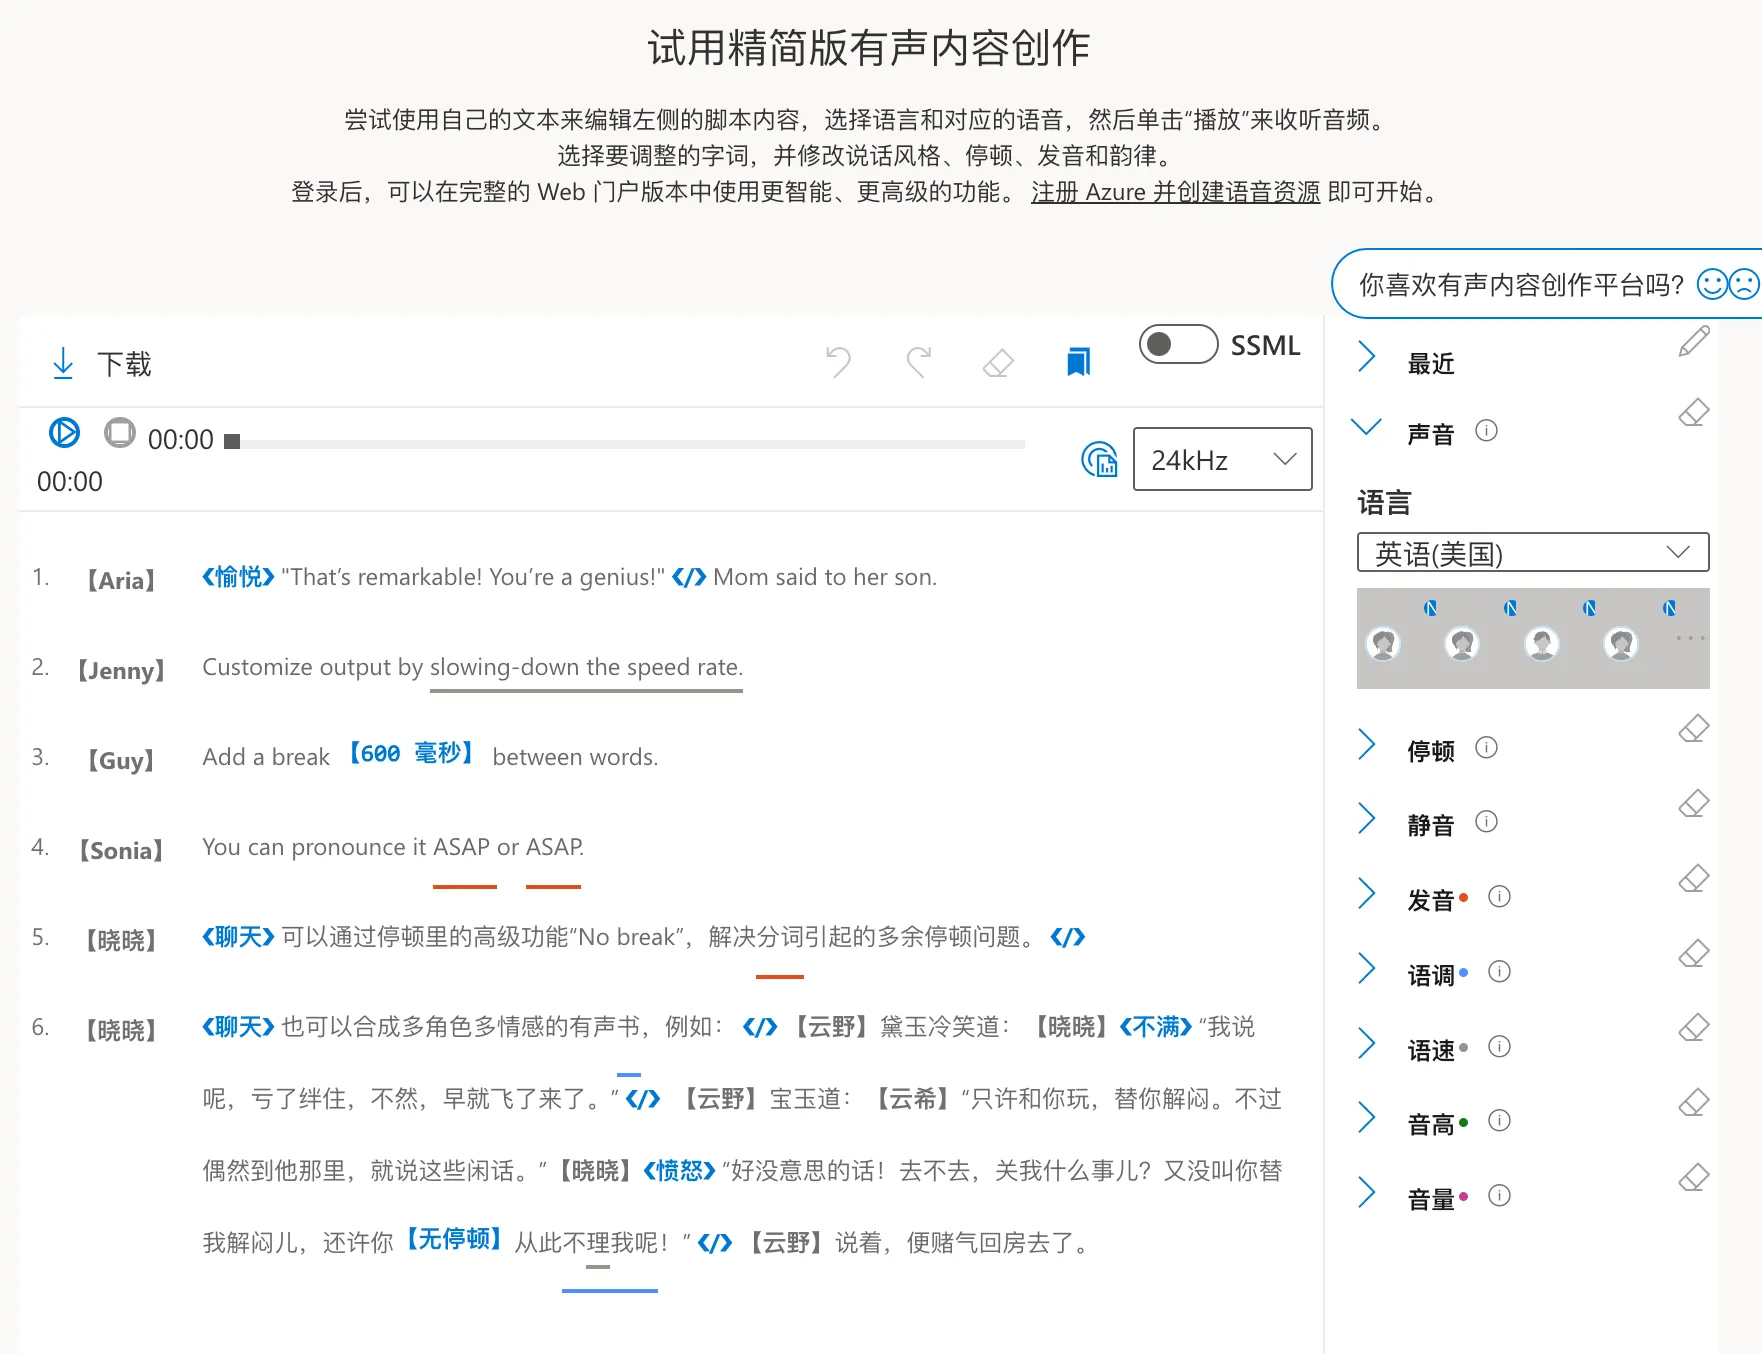 试用精简版有声内容创作
尝试使用自己的文本来编辑左侧的脚本内容，选择语言和对应的语音，然后单击“播放”来收听音频。
选择要调整的字词，并修改说话风格、停顿、发音和韵律。
登录后，可以在完整的 Web 门户版本中使用更智能、更高级的功能。 注册 Azure 并创建语音资源 即可开始。
你喜欢有声内容创作平台吗?
下载
SSML
00:00
00:00
24kHz
1. 【Aria】 《愉悦》 "That’s remarkable! You’re a genius!" </> Mom said to her son.
2. 【Jenny】 Customize output by slowing-down the speed rate.
3. 【Guy】 Add a break 【600 毫秒】 between words.
4. 【Sonia】 You can pronounce it ASAP or ASAP.
5. 【晓晓】 《聊天》 可以通过停顿里的高级功能“No break”，解决分词引起的多余停顿问题。 </>
6. 【晓晓】 《聊天》 也可以合成多角色多情感的有声书，例如： </> 【云野】 黛玉冷笑道： 【晓晓】《不满》 “我说
呢，亏了绊住，不然，早就飞了来了。” </> 【云野】 宝玉道： 【云希】 “只许和你玩，替你解闷。不过
偶然到他那里，就说这些闲话。” 【晓晓】《愤怒》 “好没意思的话！去不去，关我什么事儿？又没叫你替
我解闷儿，还许你 【无停顿】 从此不理我呢！” </> 【云野】 说着，便赌气回房去了。
最近
声音
语言
英语(美国)
N N N N
停顿
静音
发音
语调
语速
音高
音量